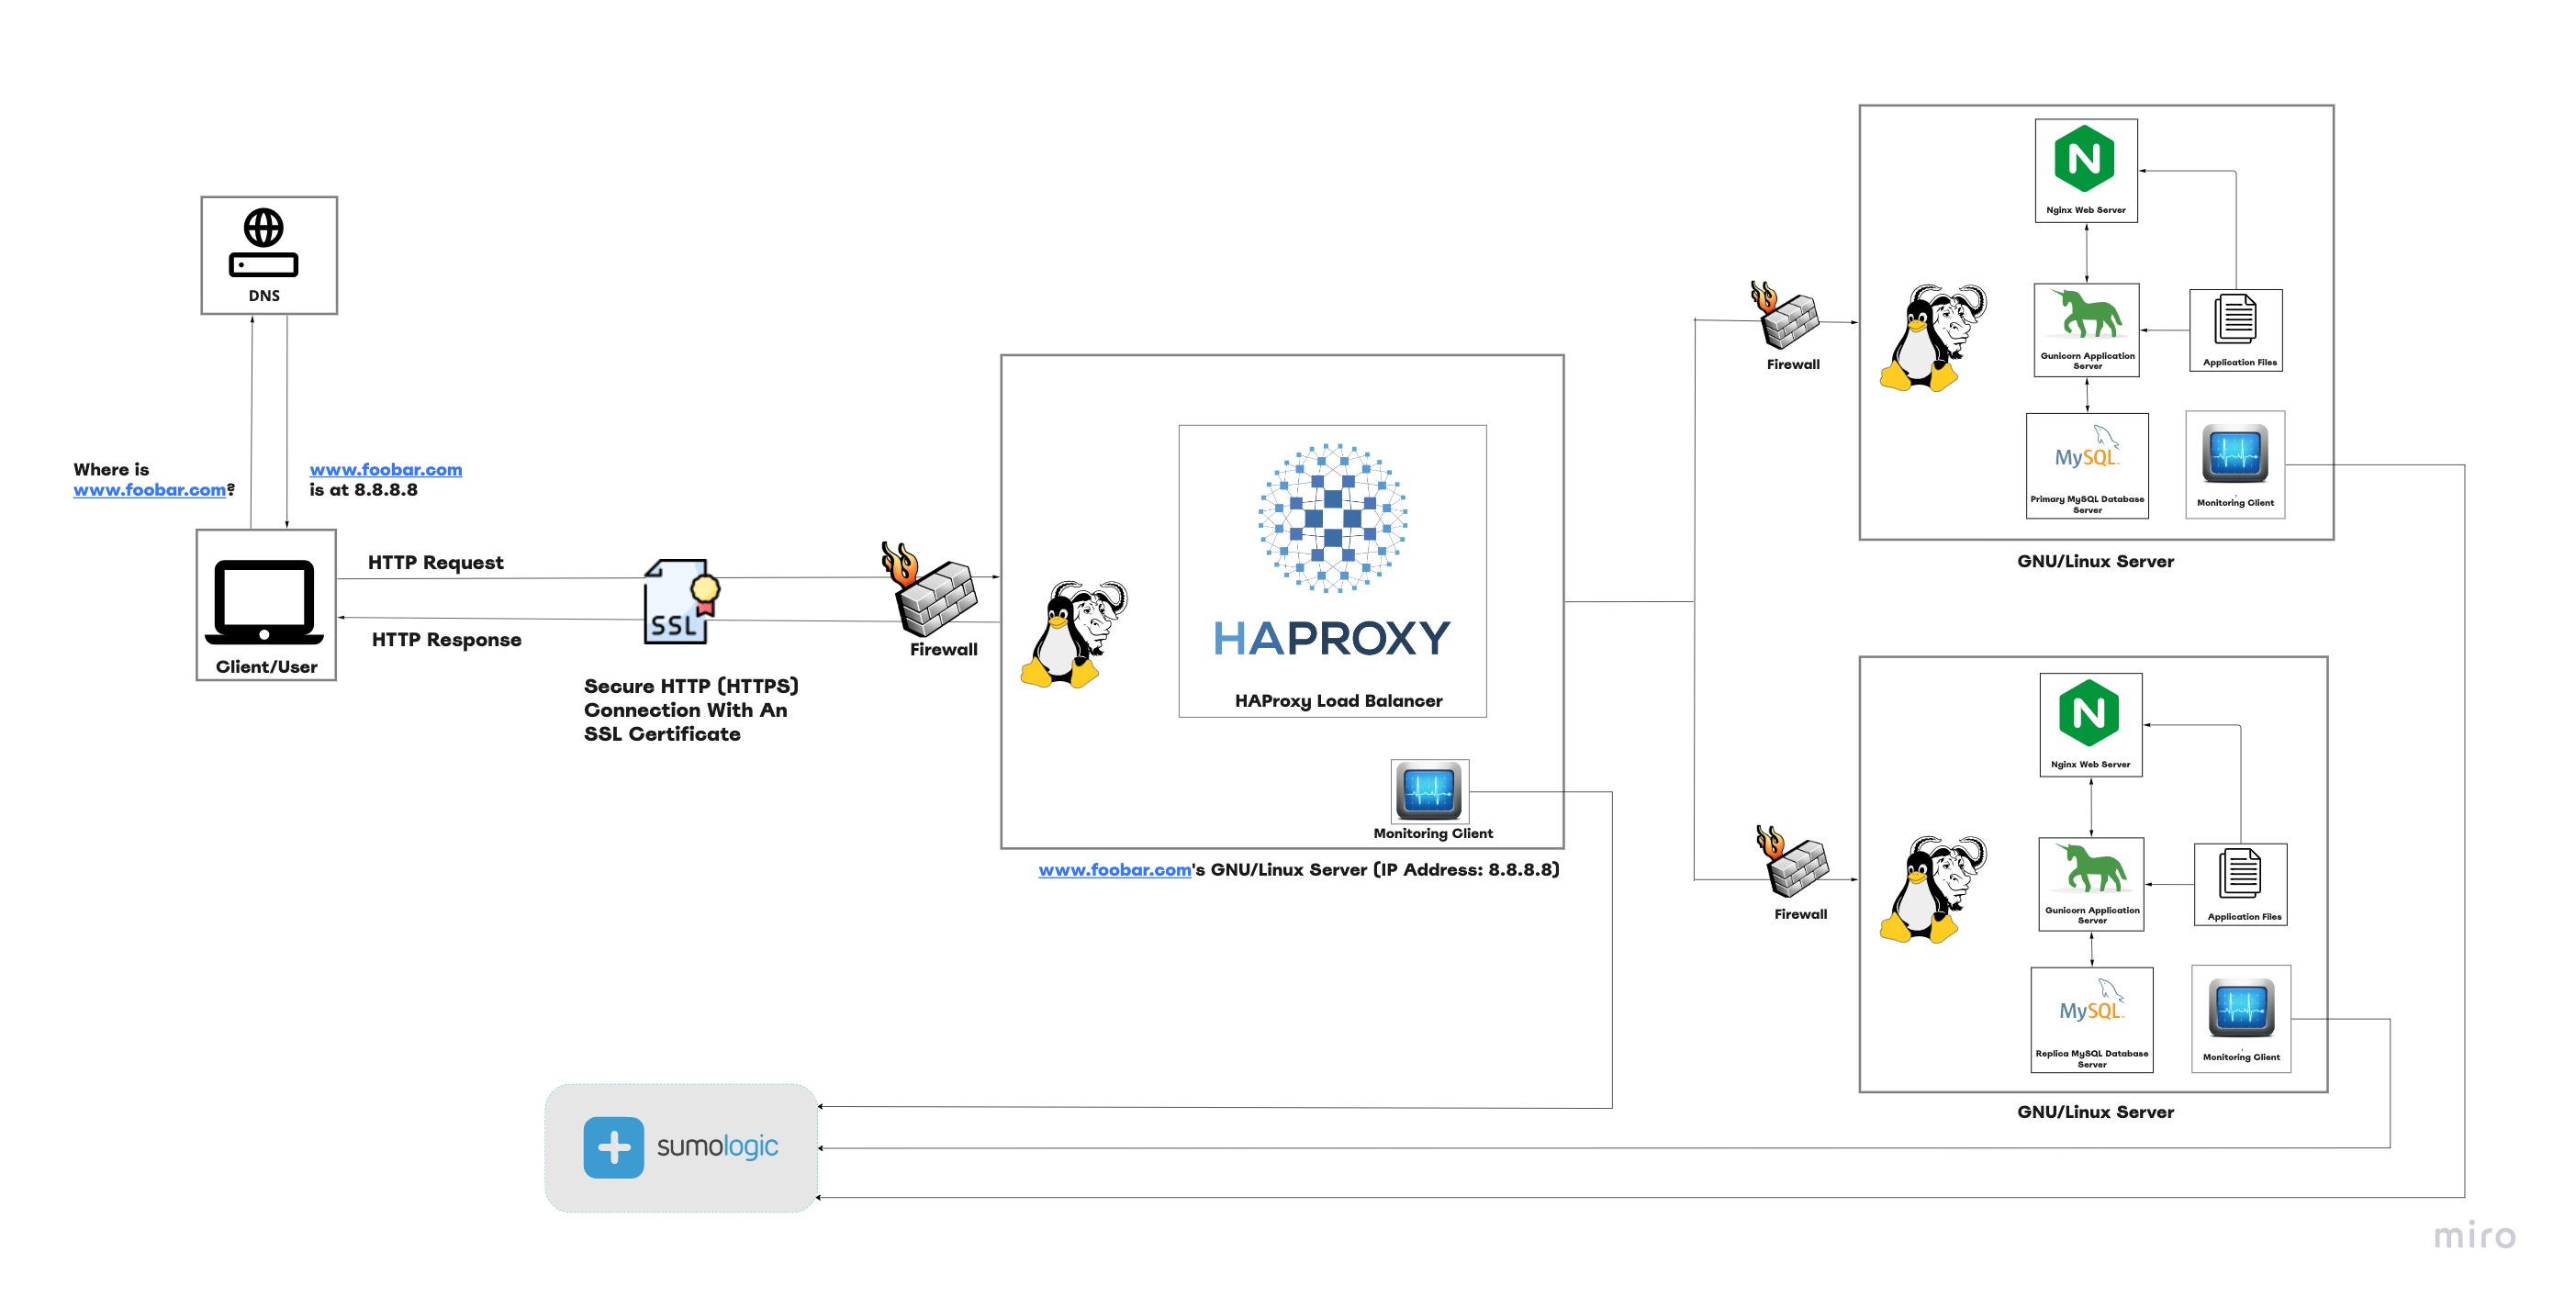 DNS
Where is
www.foobar.com?
www.foobar.com
is at 8.8.8.8
Client/User
HTTP Request
HTTP Response
SSL
Secure HTTP (HTTPS)
Connection With An
SSL Certificate
Firewall
HAPROXY
HAProxy Load Balancer
Monitoring Client
www.foobar.com's GNU/Linux Server (IP Address: 8.8.8.8)
Firewall
Nginx Web Server
Gunicorn Application
Server
Application Files
MySQL
Primary MySQL Database
Server
Monitoring Client
GNU/Linux Server
Firewall
Nginx Web Server
Gunicorn Application
Server
Application Files
MySQL
Replica MySQL Database
Server
Monitoring Client
GNU/Linux Server
sumologic
miro